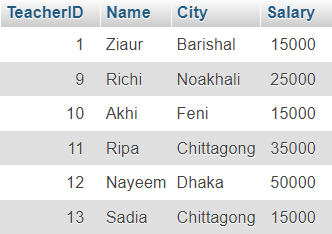 TeacherID Name City Salary
1 Ziaur Barishal 15000
9 Richi Noakhali 25000
10 Akhi Feni 15000
11 Ripa Chittagong 35000
12 Nayeem Dhaka 50000
13 Sadia Chittagong 15000